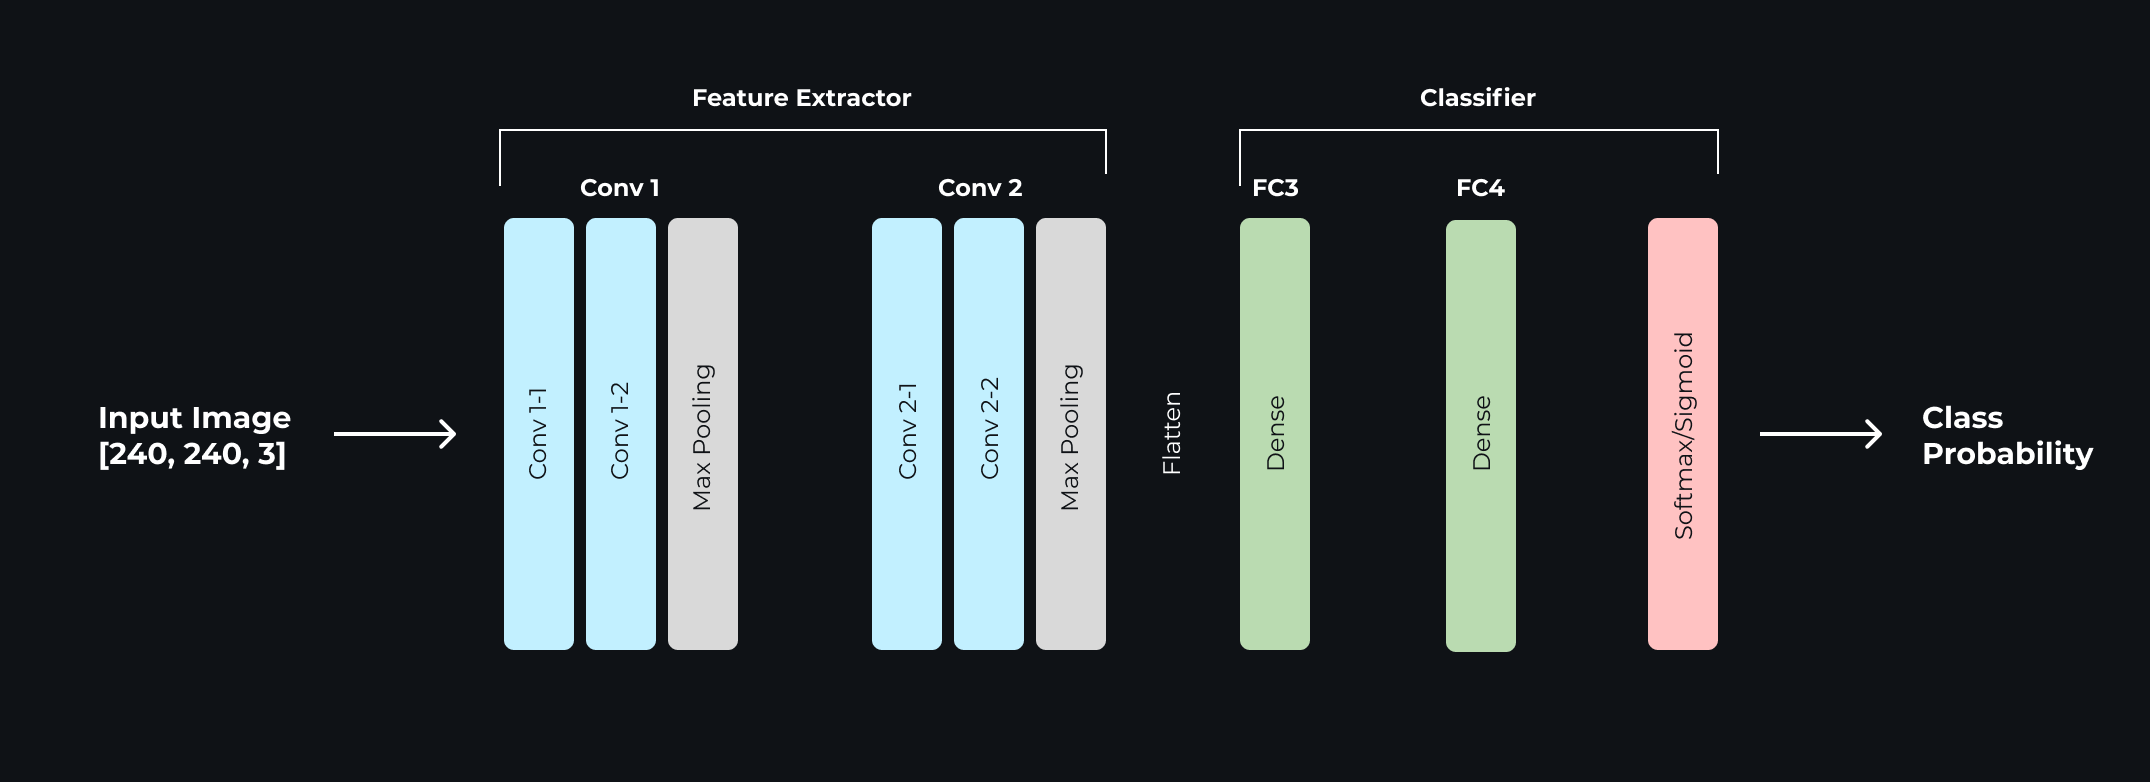 Feature Extractor
Classifier
Conv 1
Conv 2
FC3
FC4
Input Image
[240, 240, 3]
Conv 1-1
Conv 1-2
Max Pooling
Conv 2-1
Conv 2-2
Max Pooling
Flatten
Dense
Dense
Softmax/Sigmoid
Class
Probability